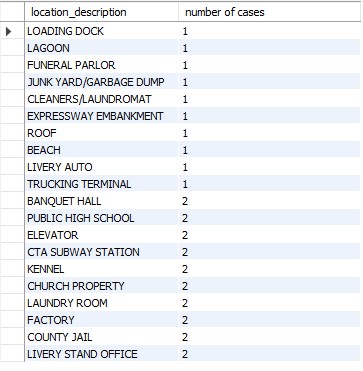 location_description number of cases
LOADING DOCK 1
LAGOON 1
FUNERAL PARLOR 1
JUNK YARD/GARBAGE DUMP 1
CLEANERS/LAUNDROMAT 1
EXPRESSWAY EMBANKMENT 1
ROOF 1
BEACH 1
LIVERY AUTO 1
TRUCKING TERMINAL 1
BANQUET HALL 2
PUBLIC HIGH SCHOOL 2
ELEVATOR 2
CTA SUBWAY STATION 2
KENNEL 2
CHURCH PROPERTY 2
LAUNDRY ROOM 2
FACTORY 2
COUNTY JAIL 2
LIVERY STAND OFFICE 2